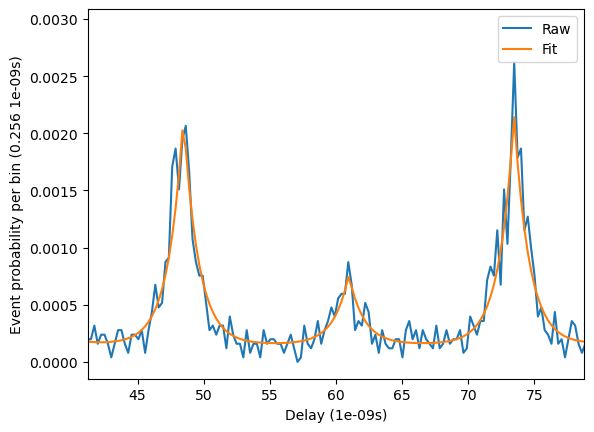 Event probability per bin (0.256 1e-09s)
0.0030
0.0025
0.0020
0.0015
0.0010
0.0005
0.0000
Raw
Fit
45 50 55 60 65 70 75
Delay (1e-09s)